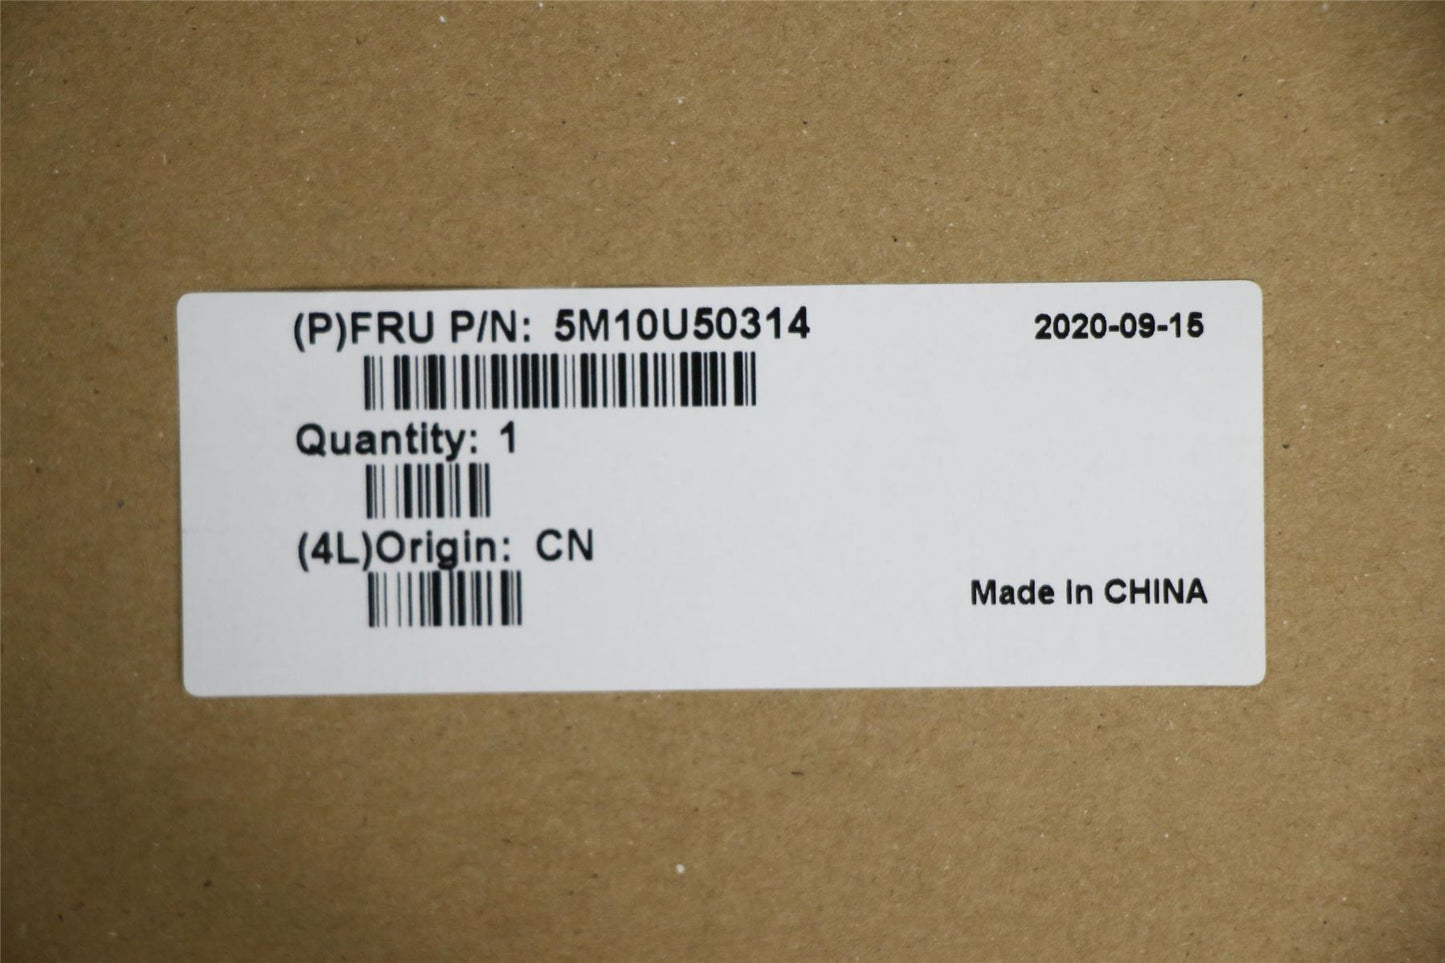 (P)FRU P/N: 5M10U50314
2020-09-15
Quantity: 1
(4L)Origin: CN
Made In CHINA